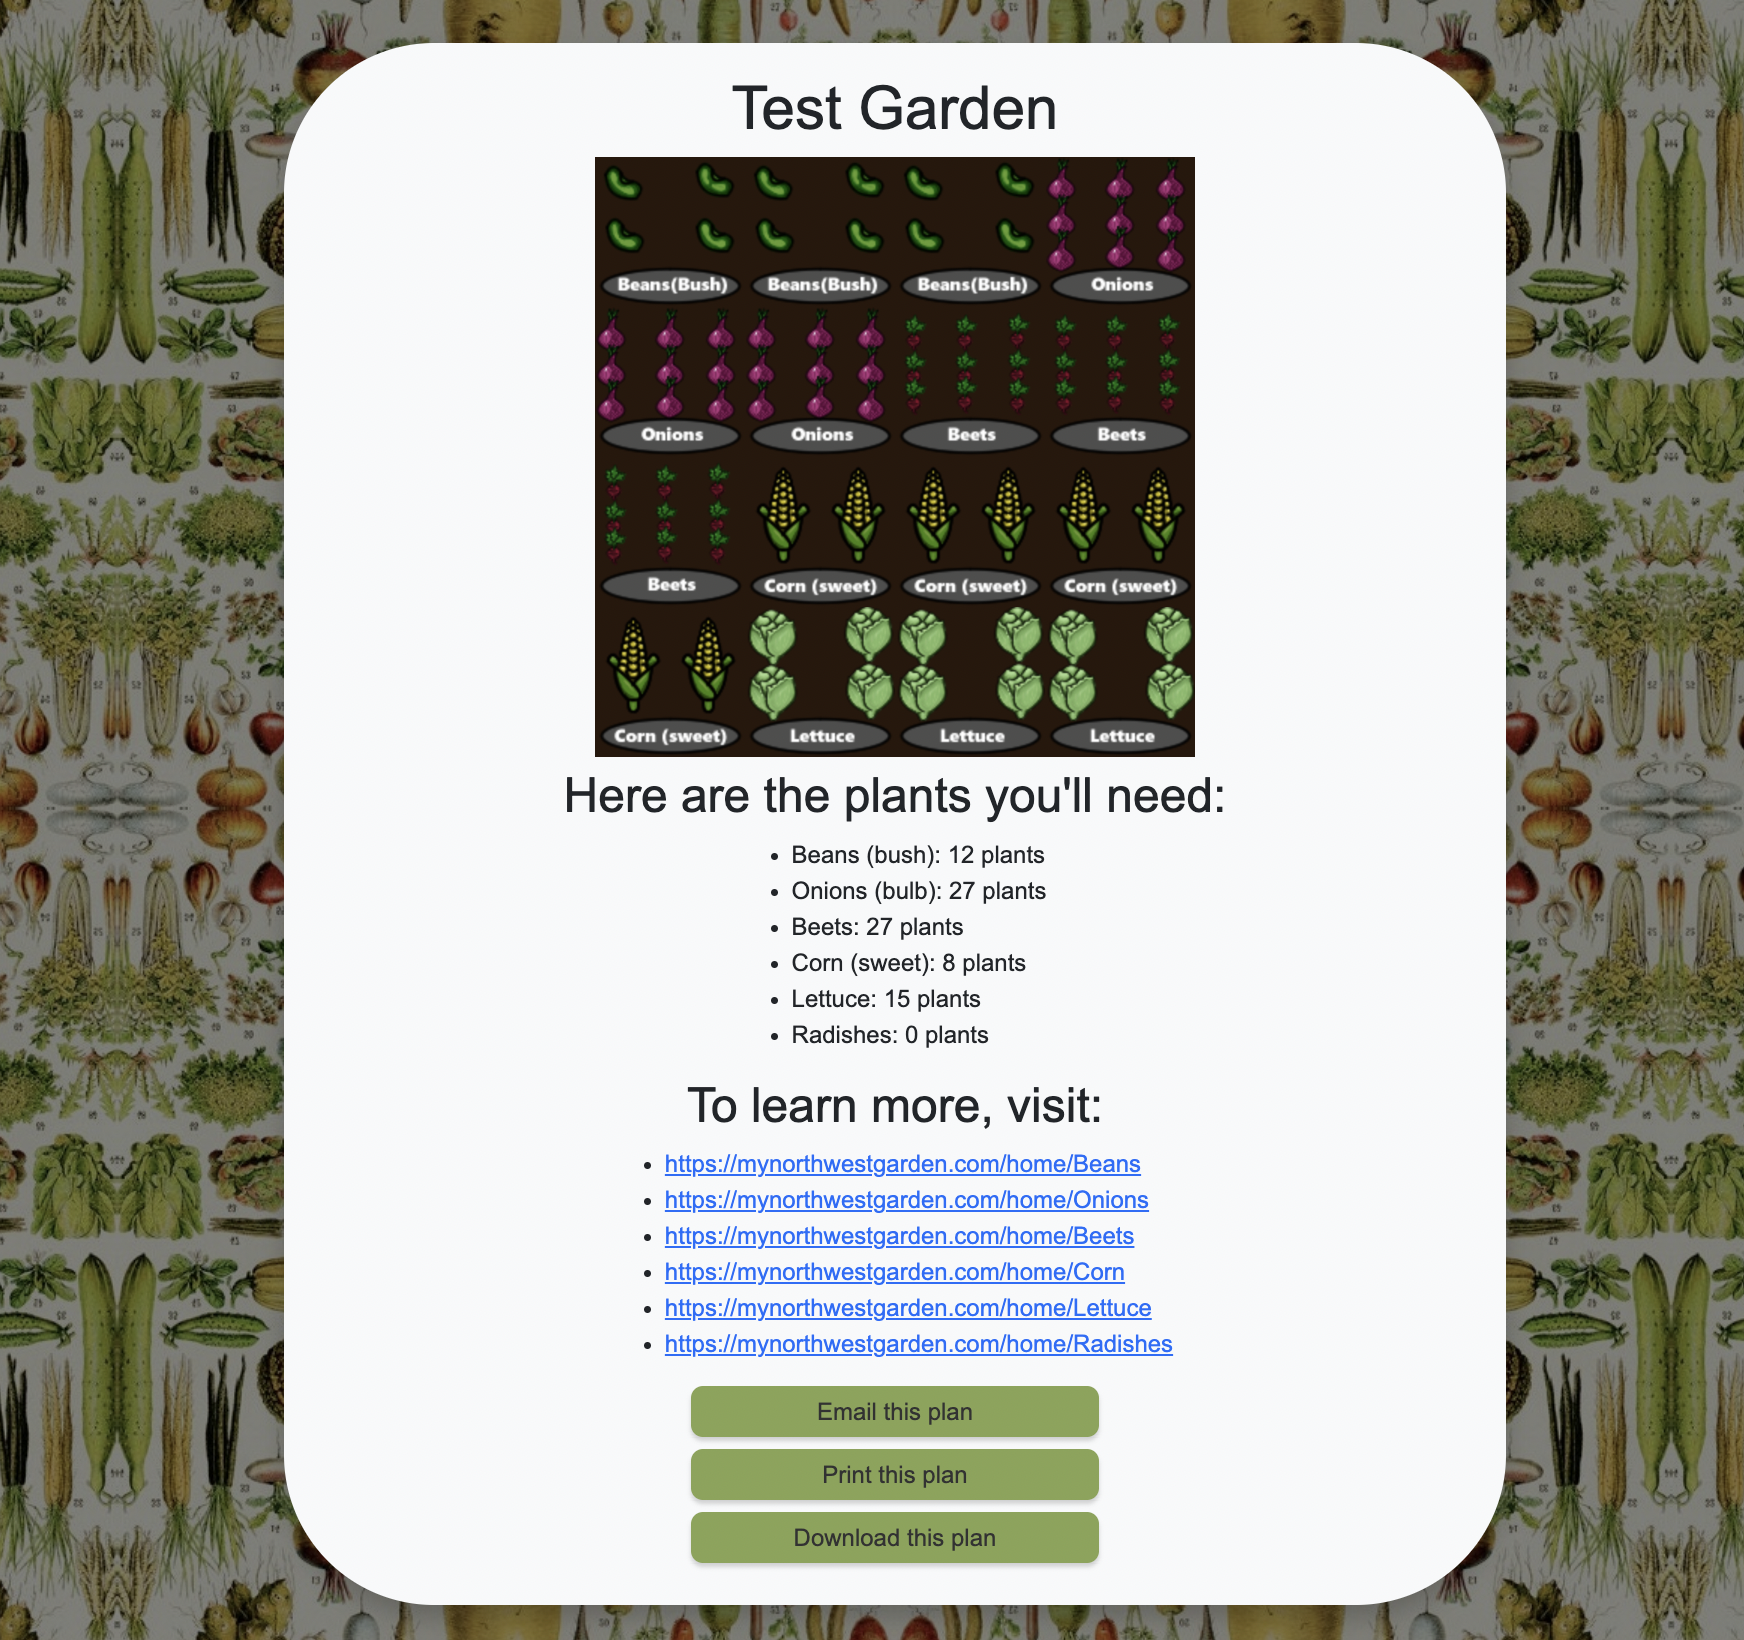 Test Garden
Beans(Bush) Beans(Bush) Beans(Bush) Onions
Onions Onions Beets Beets
Beets Corn (sweet) Corn (sweet) Corn (sweet)
Corn (sweet) Lettuce Lettuce Lettuce
Here are the plants you'll need:
• Beans (bush): 12 plants
• Onions (bulb): 27 plants
• Beets: 27 plants
• Corn (sweet): 8 plants
• Lettuce: 15 plants
• Radishes: 0 plants
To learn more, visit:
• https://mynorthwestgarden.com/home/Beans
• https://mynorthwestgarden.com/home/Onions
• https://mynorthwestgarden.com/home/Beets
• https://mynorthwestgarden.com/home/Corn
• https://mynorthwestgarden.com/home/Lettuce
• https://mynorthwestgarden.com/home/Radishes
Email this plan
Print this plan
Download this plan